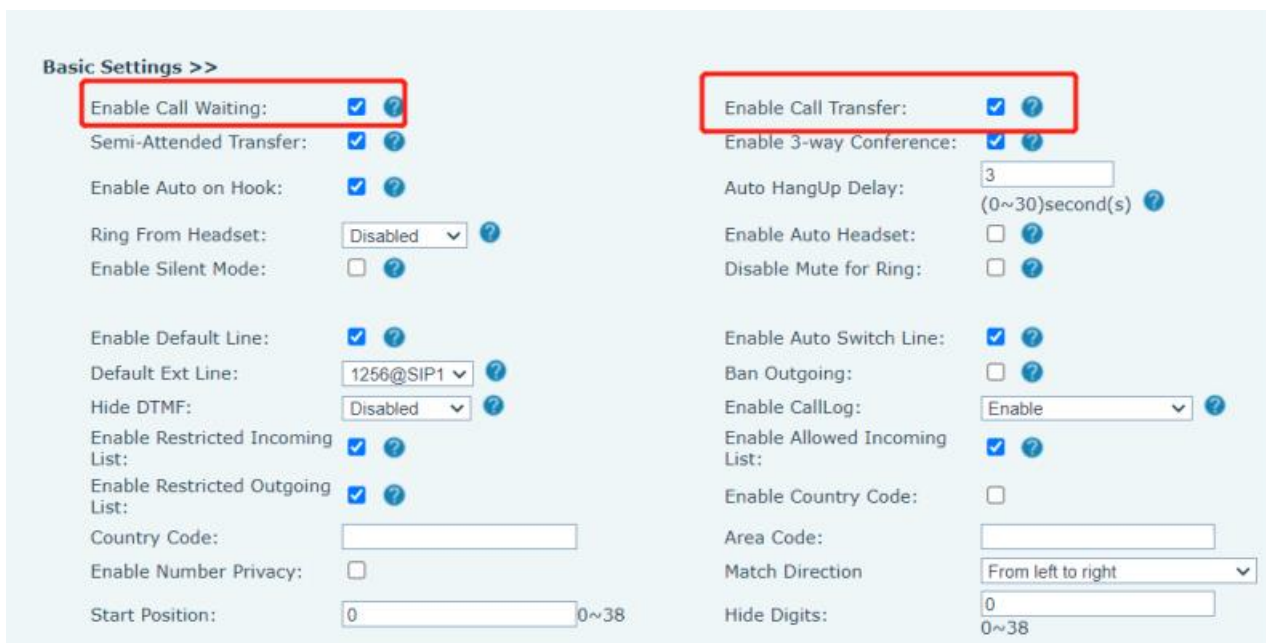 Basic Settings >>
Enable Call Waiting: Enable Call Transfer:
Semi-Attended Transfer: Enable 3-way Conference:
Enable Auto on Hook: Auto HangUp Delay: 3
(0~30)second(s)
Ring From Headset: Disabled Enable Auto Headset:
Enable Silent Mode: Disable Mute for Ring:
Enable Default Line: Enable Auto Switch Line:
Default Ext Line: 1256@SIP1 Ban Outgoing:
Hide DTMF: Disabled Enable CallLog: Enable
Enable Restricted Incoming
List:
Enable Allowed Incoming
List:
Enable Restricted Outgoing
List:
Enable Country Code:
Country Code: Area Code:
Enable Number Privacy: Match Direction From left to right
Start Position: 0 0~38 Hide Digits: 0
0~38